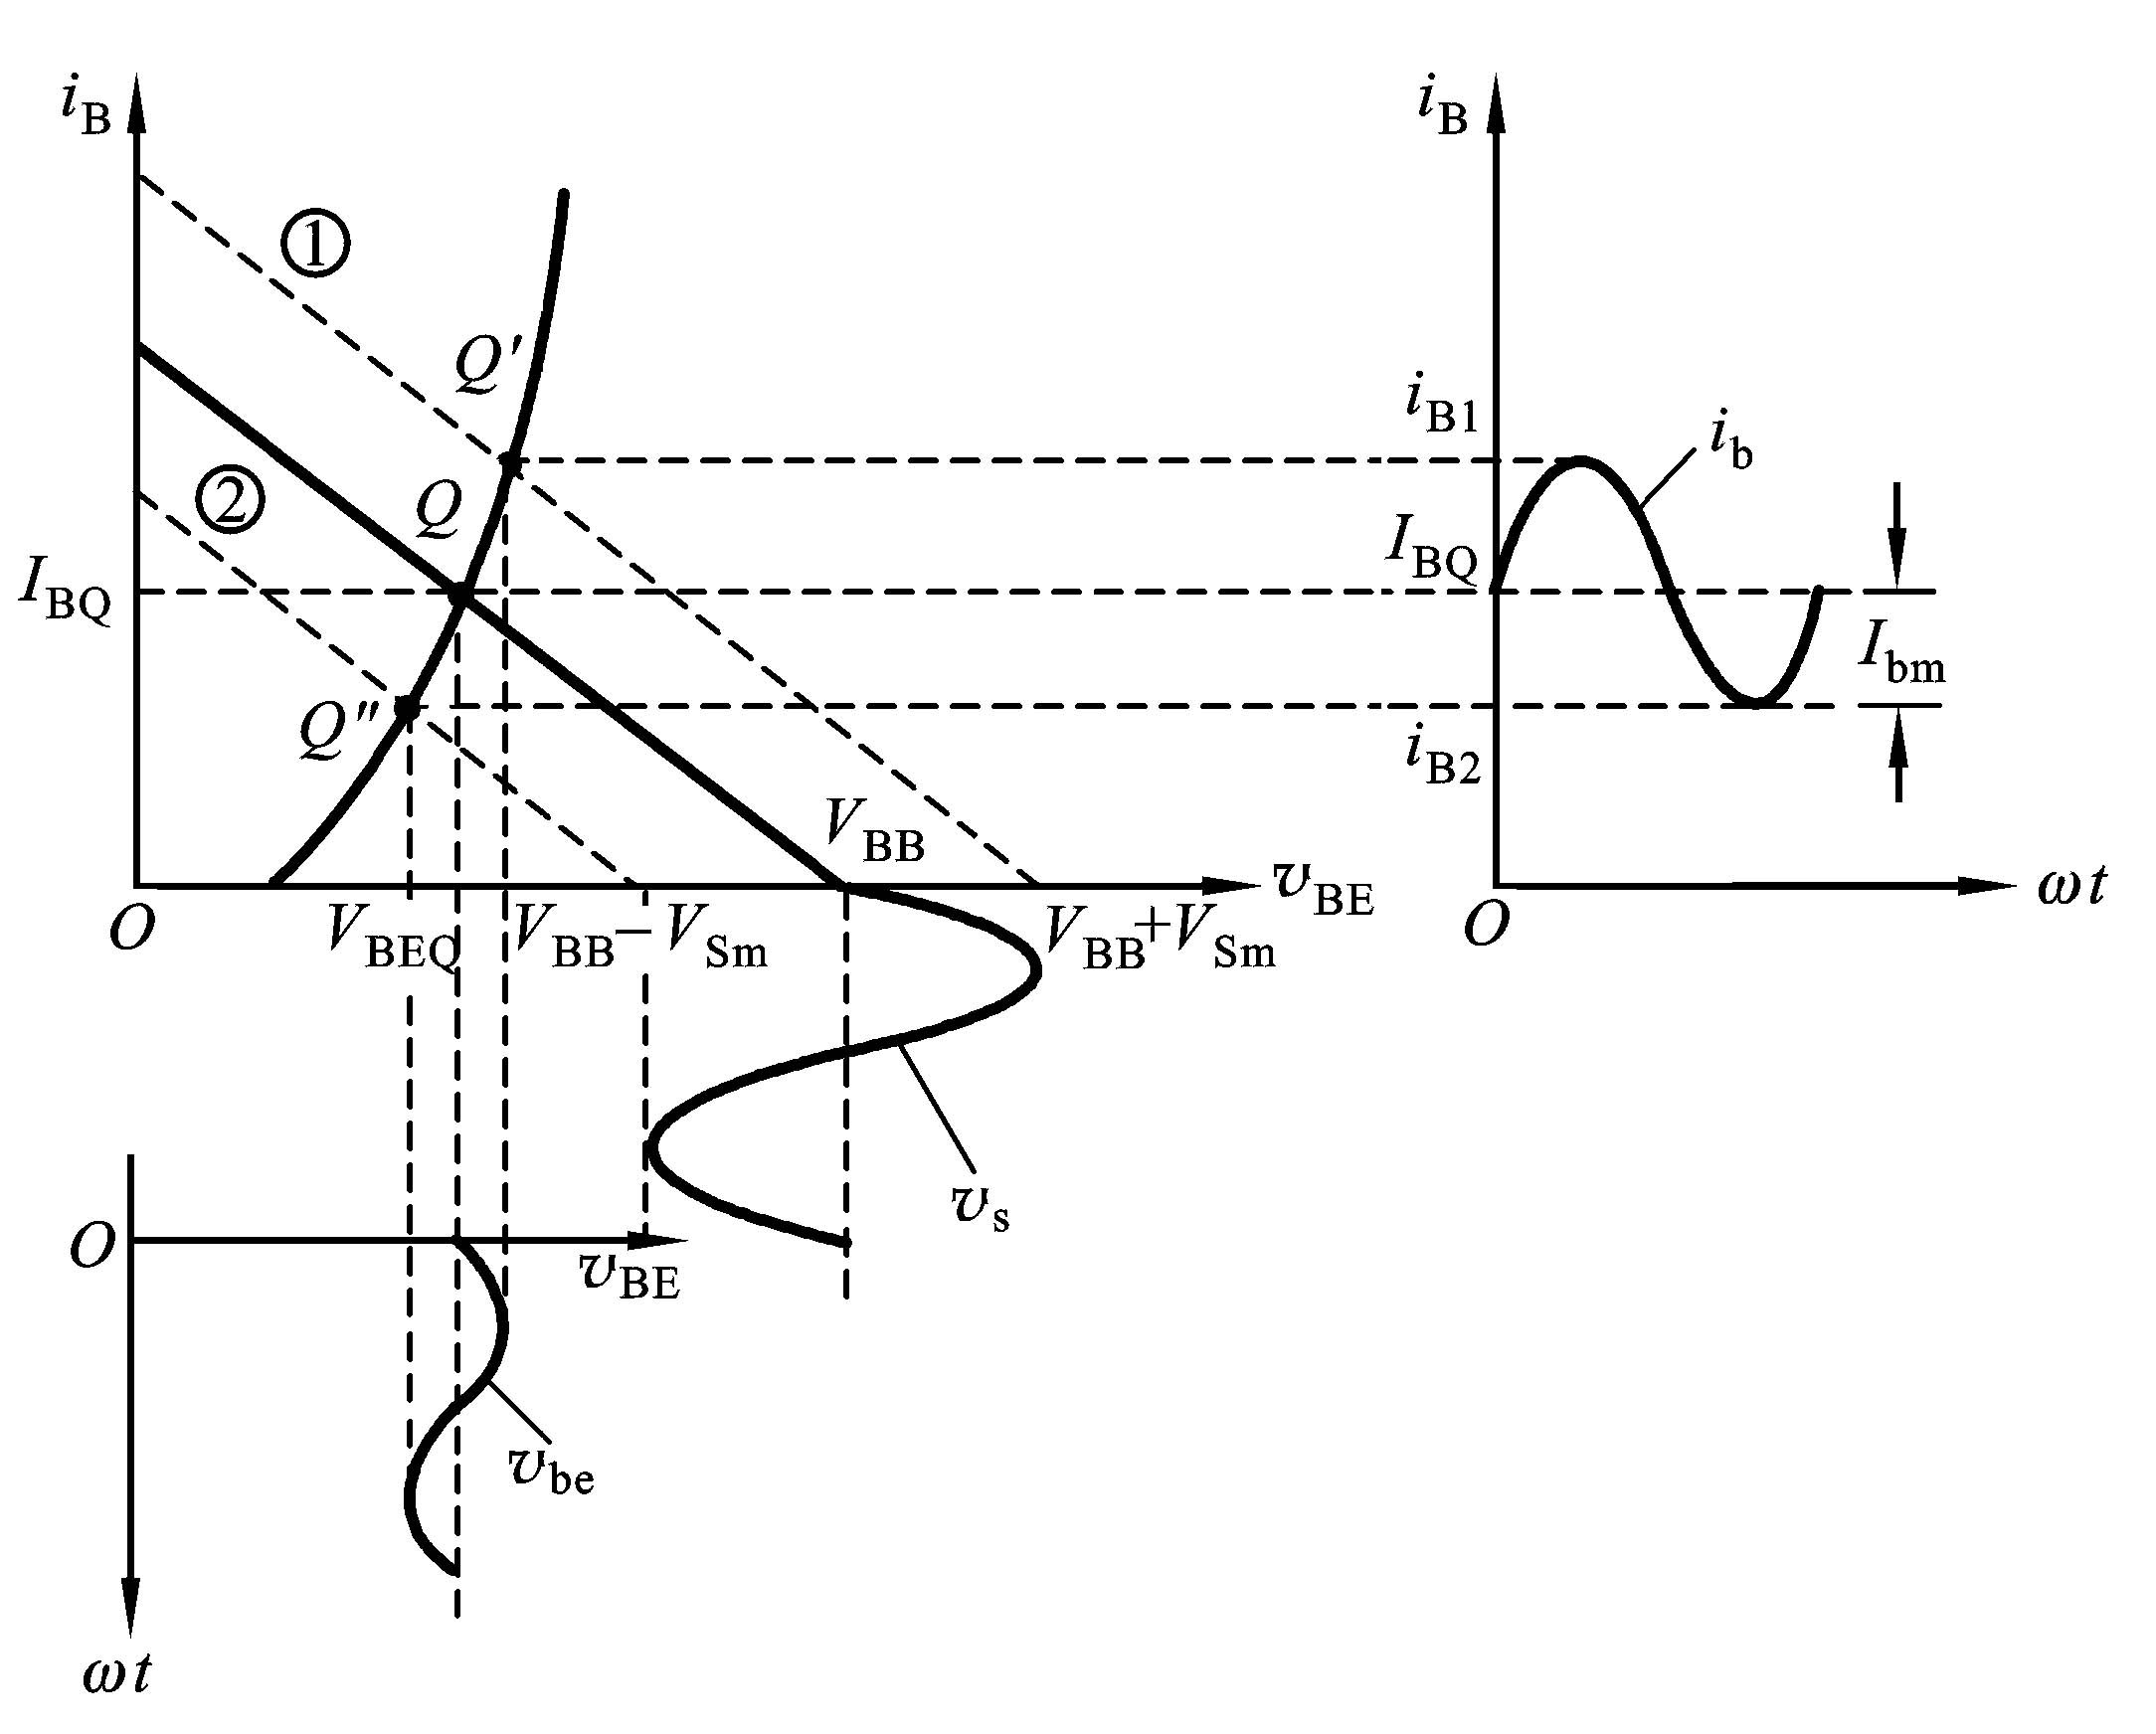 i_B
i_B
①
Q′
i_B1
i_b
②
Q
I_BQ
I_BQ
I_bm
Q″
i_B2
V_BB
v_BE
ωt
O
V_BEQ
V_BB − V_Sm
V_BB+V_Sm
O
v_s
O
v_BE
v_be
ωt